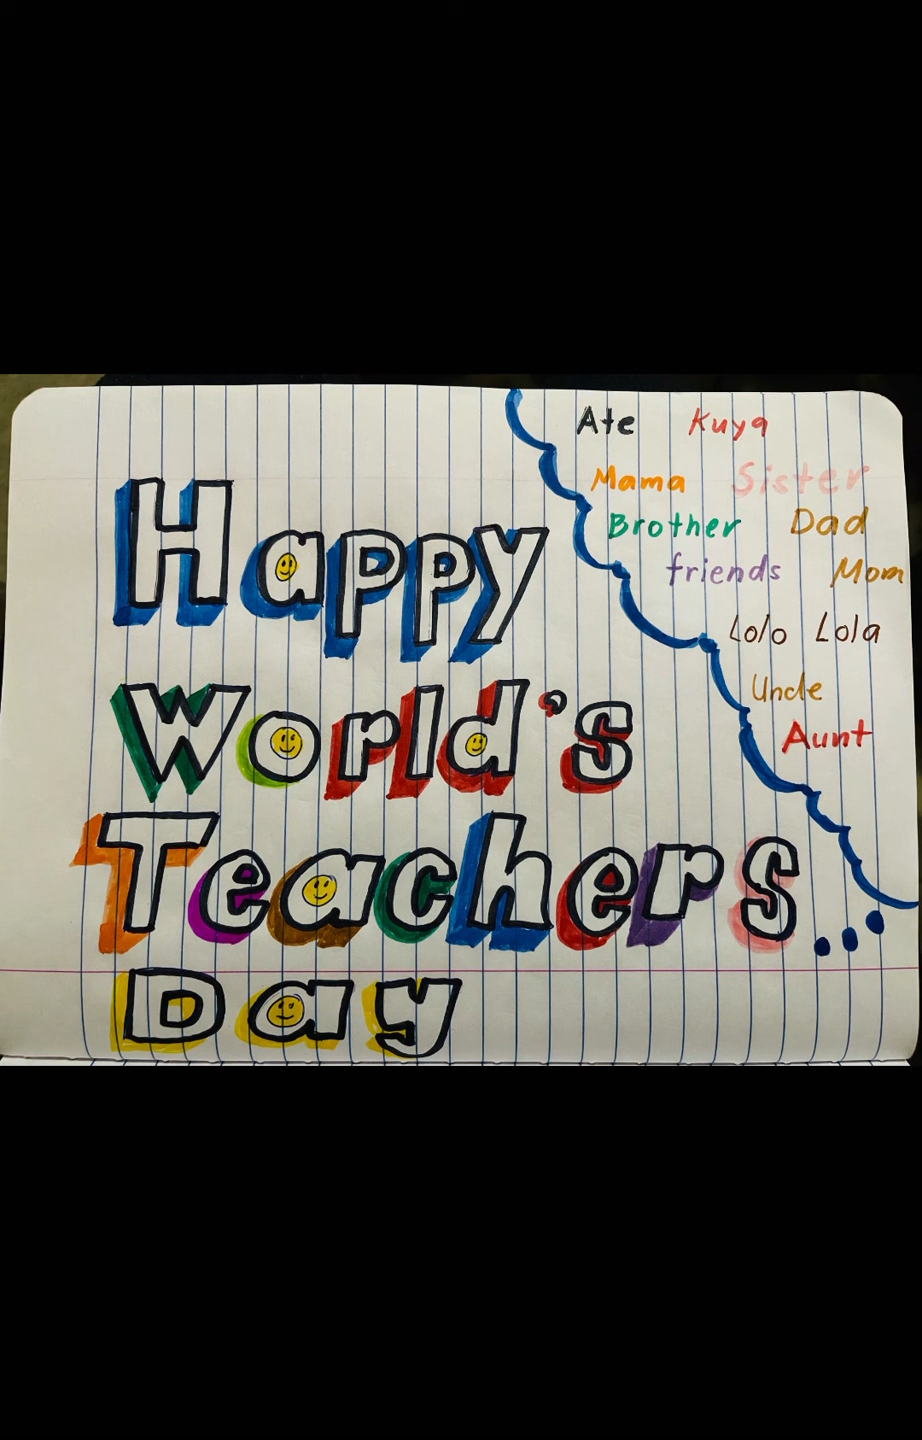 Happy
World's
Teachers
Day
Ate Kuya
Mama Sister
Brother Dad
friends Mom
Lolo Lola
Uncle
Aunt